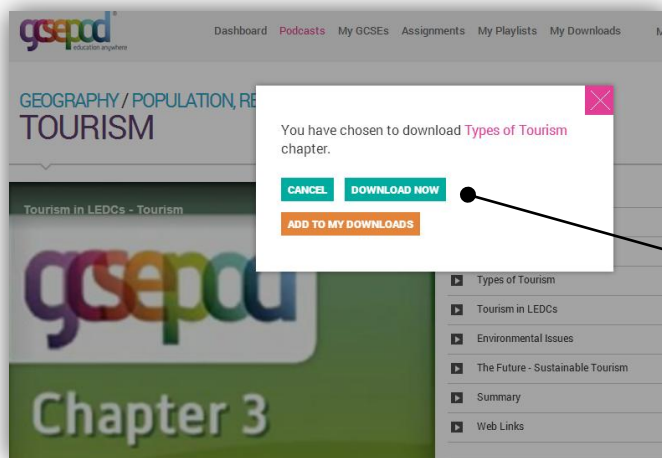 gcsepod
education anywhere
Dashboard Podcasts My GCSEs Assignments My Playlists My Downloads M
GEOGRAPHY / POPULATION, RE
TOURISM
You have chosen to download Types of Tourism
chapter.
CANCEL DOWNLOAD NOW
ADD TO MY DOWNLOADS
Tourism in LEDCs - Tourism
gcsepod
Chapter 3
Types of Tourism
Tourism in LEDCs
Environmental Issues
The Future - Sustainable Tourism
Summary
Web Links